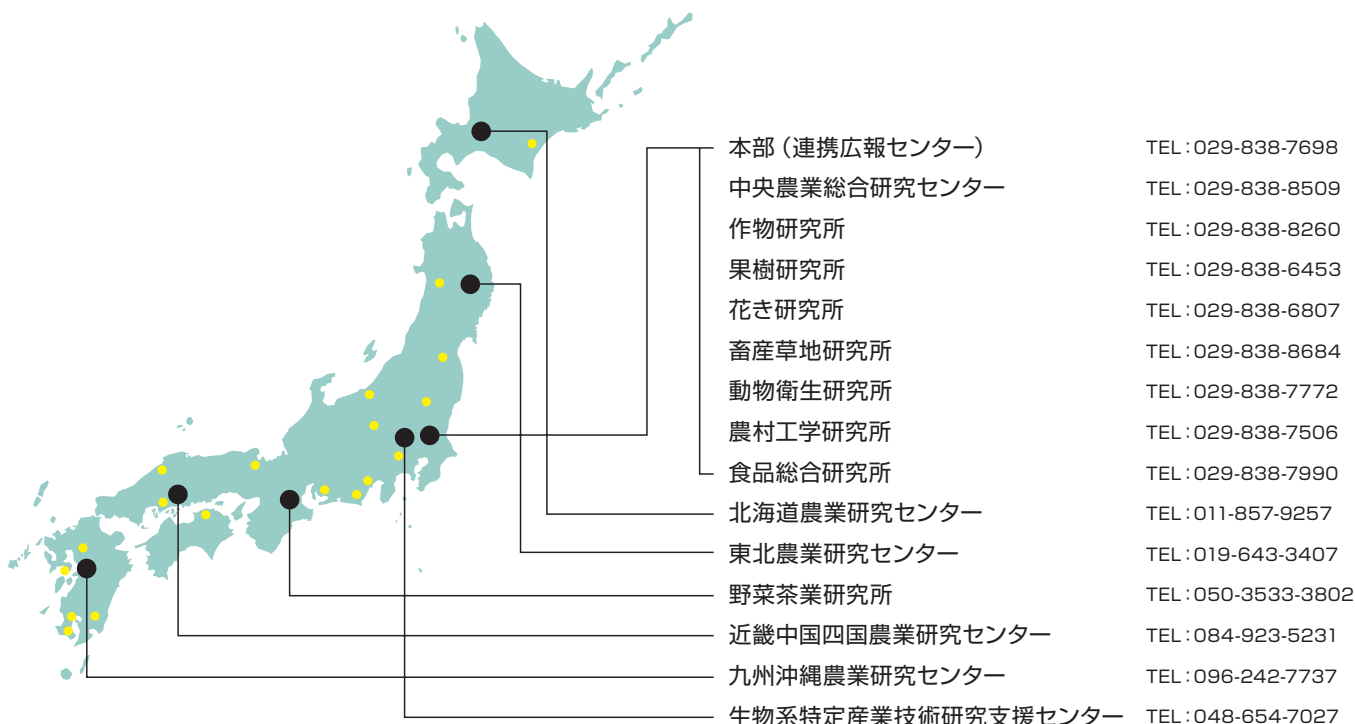 本部（連携広報センター） TEL：029-838-7698
中央農業総合研究センター TEL：029-838-8509
作物研究所 TEL：029-838-8260
果樹研究所 TEL：029-838-6453
花き研究所 TEL：029-838-6807
畜産草地研究所 TEL：029-838-8684
動物衛生研究所 TEL：029-838-7772
農村工学研究所 TEL：029-838-7506
食品総合研究所 TEL：029-838-7990
北海道農業研究センター TEL：011-857-9257
東北農業研究センター TEL：019-643-3407
野菜茶業研究所 TEL：050-3533-3802
近畿中国四国農業研究センター TEL：084-923-5231
九州沖縄農業研究センター TEL：096-242-7737
生物系特定産業技術研究支援センター TEL：048-654-7027